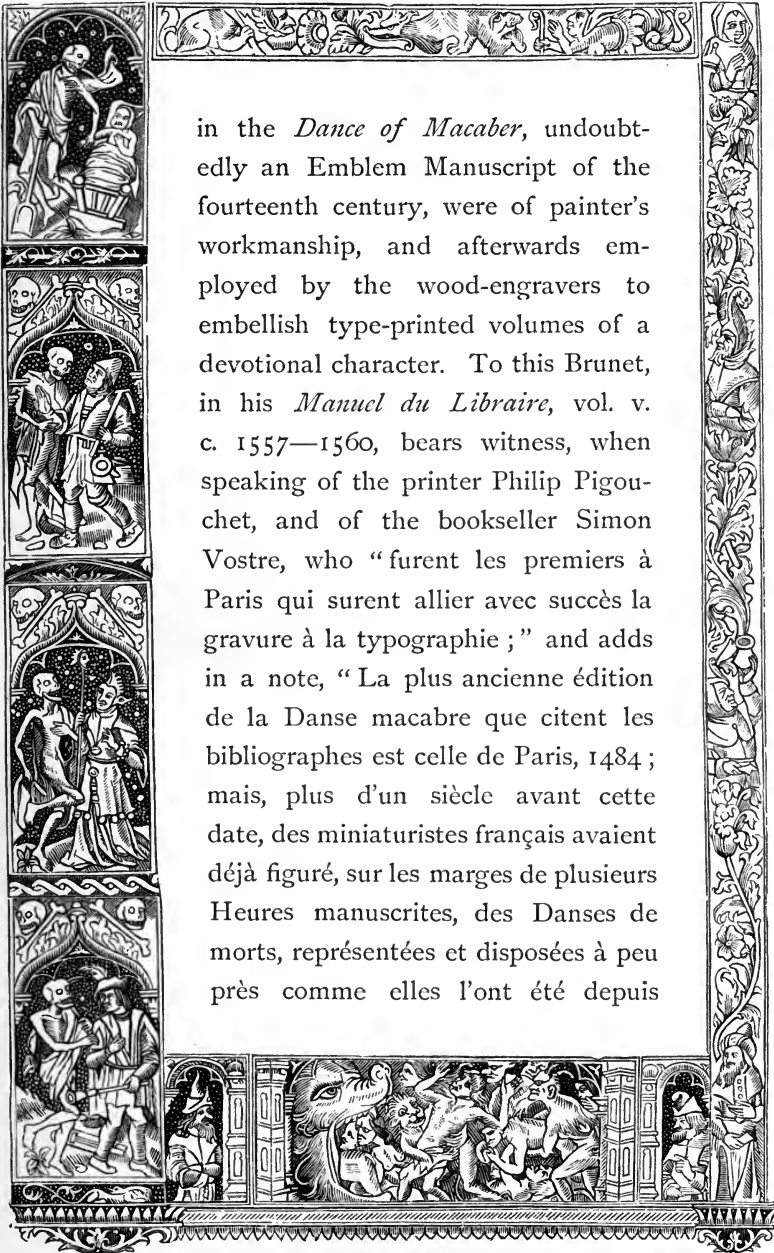 in the Dance of Macaber, undoubt-
edly an Emblem Manuscript of the
fourteenth century, were of painter's
workmanship, and afterwards em-
ployed by the wood-engravers to
embellish type-printed volumes of a
devotional character. To this Brunet,
in his Manuel du Libraire, vol. v.
c. 1557—1560, bears witness, when
speaking of the printer Philip Pigou-
chet, and of the bookseller Simon
Vostre, who “furent les premiers à
Paris qui surent allier avec succès la
gravure à la typographie ;” and adds
in a note, “La plus ancienne édition
de la Danse macabre que citent les
bibliographes est celle de Paris, 1484 ;
mais, plus d'un siècle avant cette
date, des miniaturistes français avaient
déjà figuré, sur les marges de plusieurs
Heures manuscrites, des Danses de
morts, représentées et disposées à peu
près comme elles l'ont été depuis